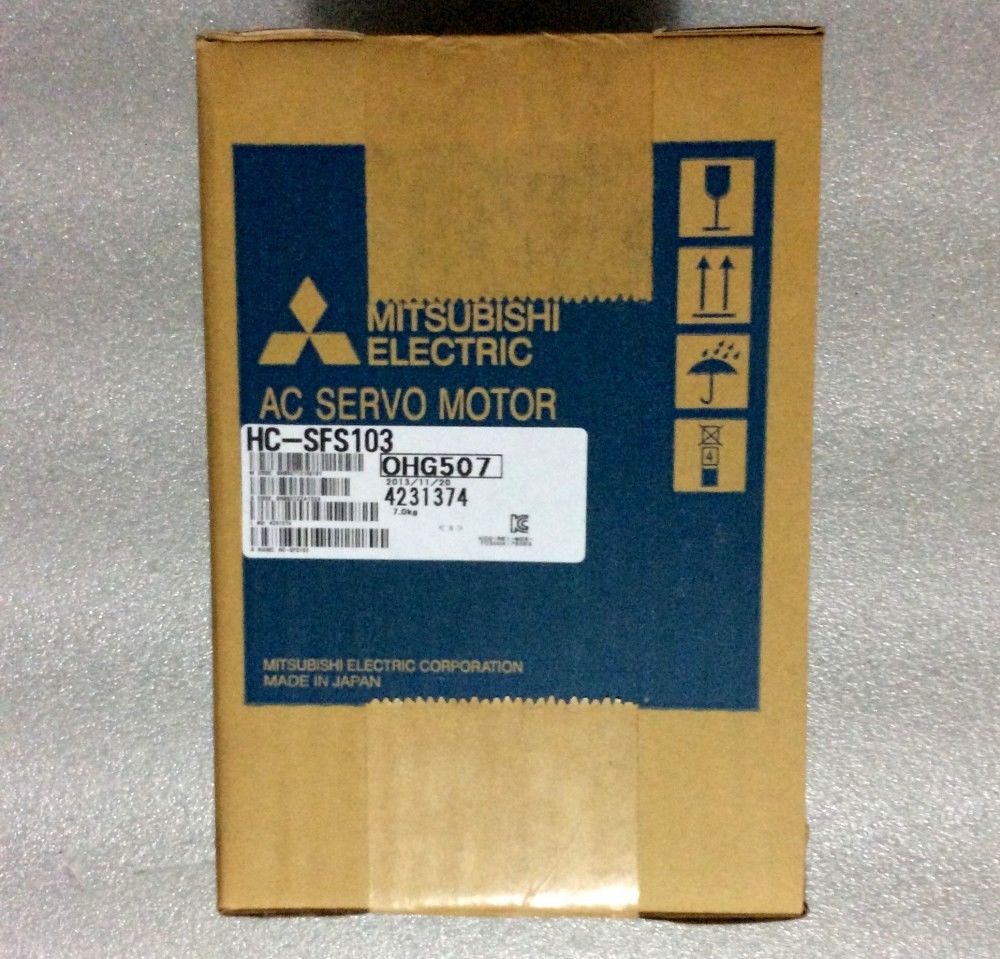 MITSUBISHI
ELECTRIC
AC SERVO MOTOR
HC-SFS103
OHG507
2013/11/20
4231374
7.0kg
4
MITSUBISHI ELECTRIC CORPORATION
MADE IN JAPAN